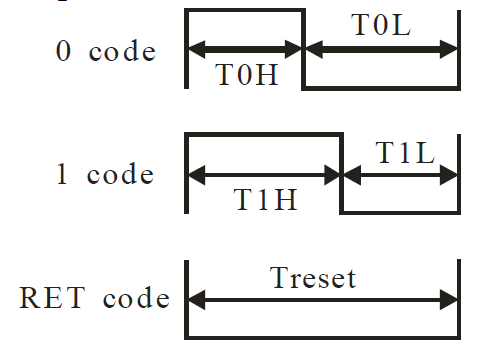 0 code
T0H
T0L
1 code
T1H
T1L
RET code
Treset